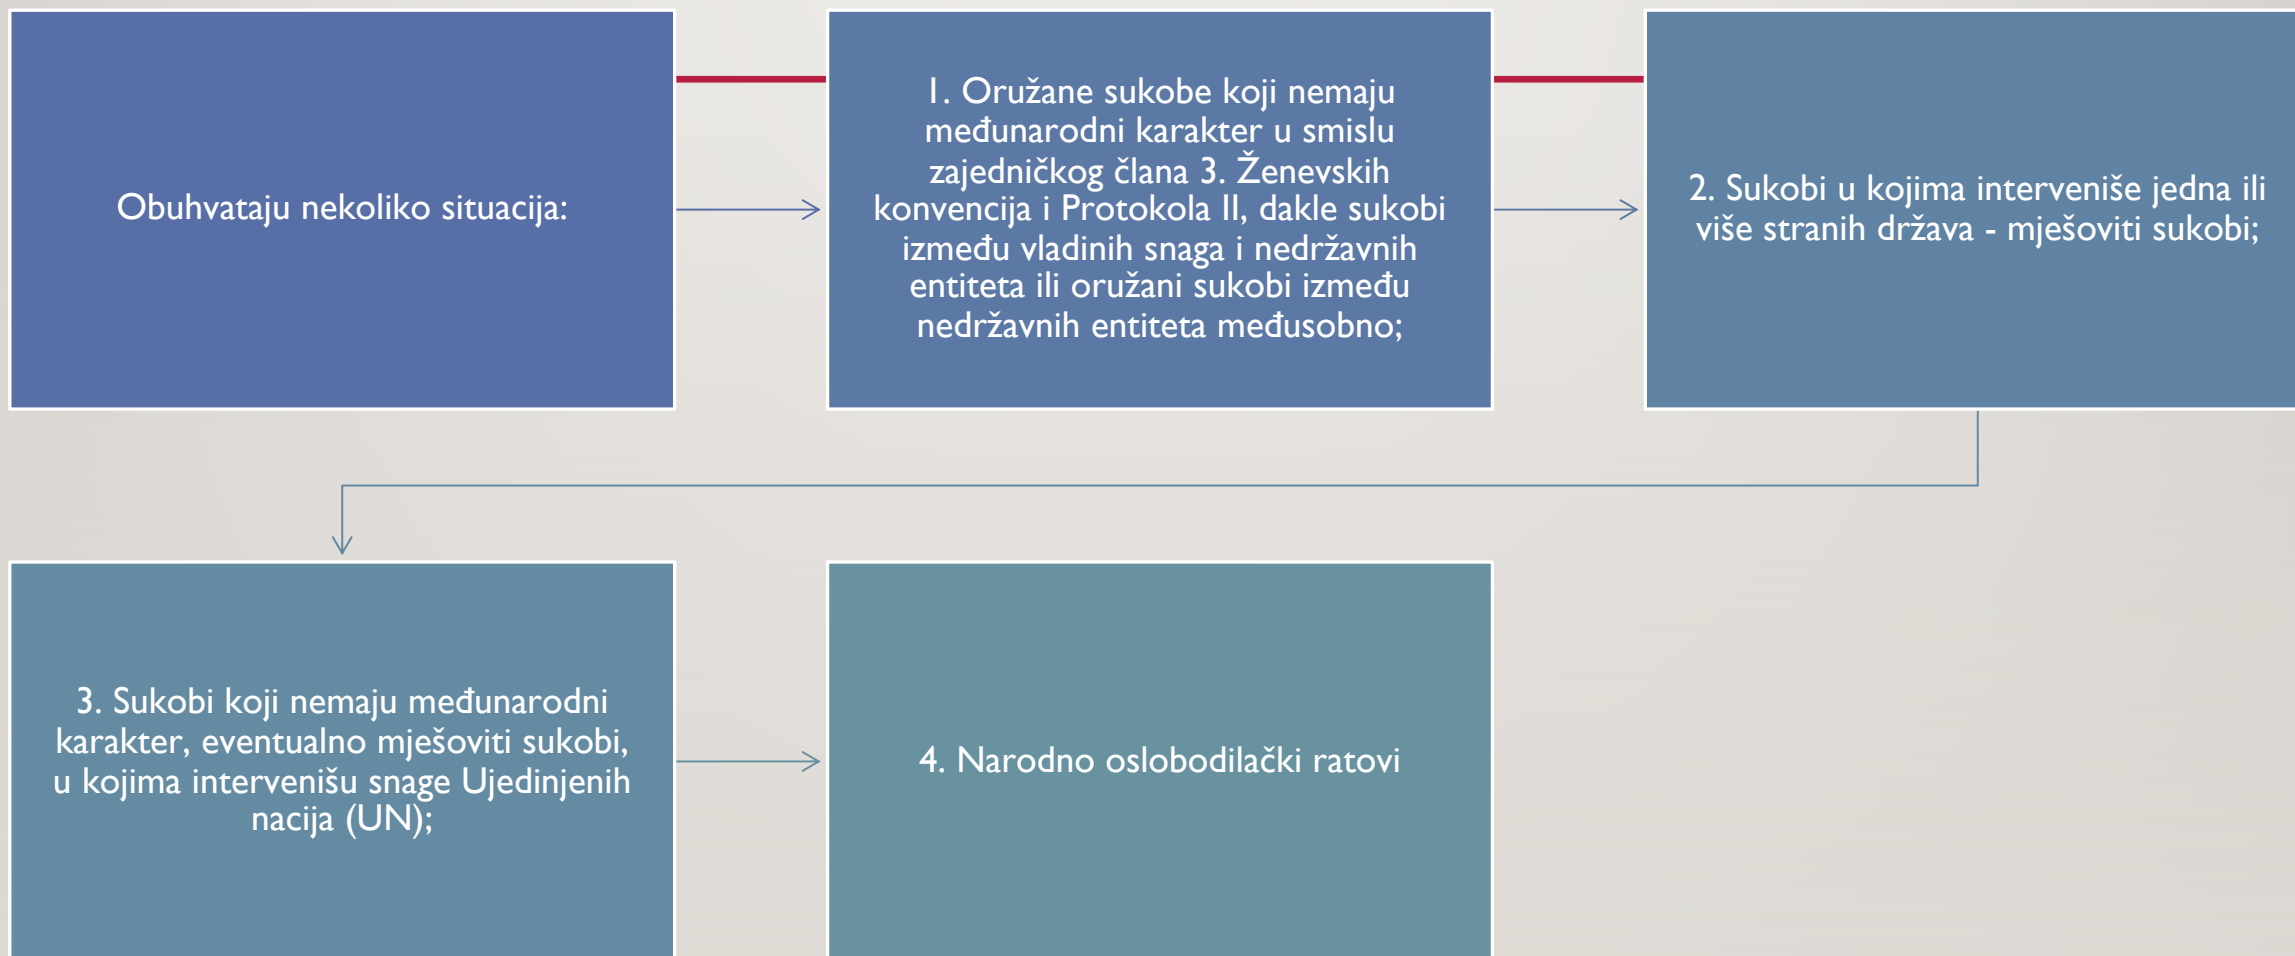 Obuhvataju nekoliko situacija:
1. Oružane sukobe koji nemaju
međunarodni karakter u smislu
zajedničkog člana 3. Ženevskih
konvencija i Protokola II, dakle sukobi
između vladinih snaga i nedržavnih
entiteta ili oružani sukobi između
nedržavnih entiteta međusobno;
2. Sukobi u kojima interveniše jedna ili
više stranih država - mješoviti sukobi;
3. Sukobi koji nemaju međunarodni
karakter, eventualno mješoviti sukobi,
u kojima intervenišu snage Ujedinjenih
nacija (UN);
4. Narodno oslobodilački ratovi